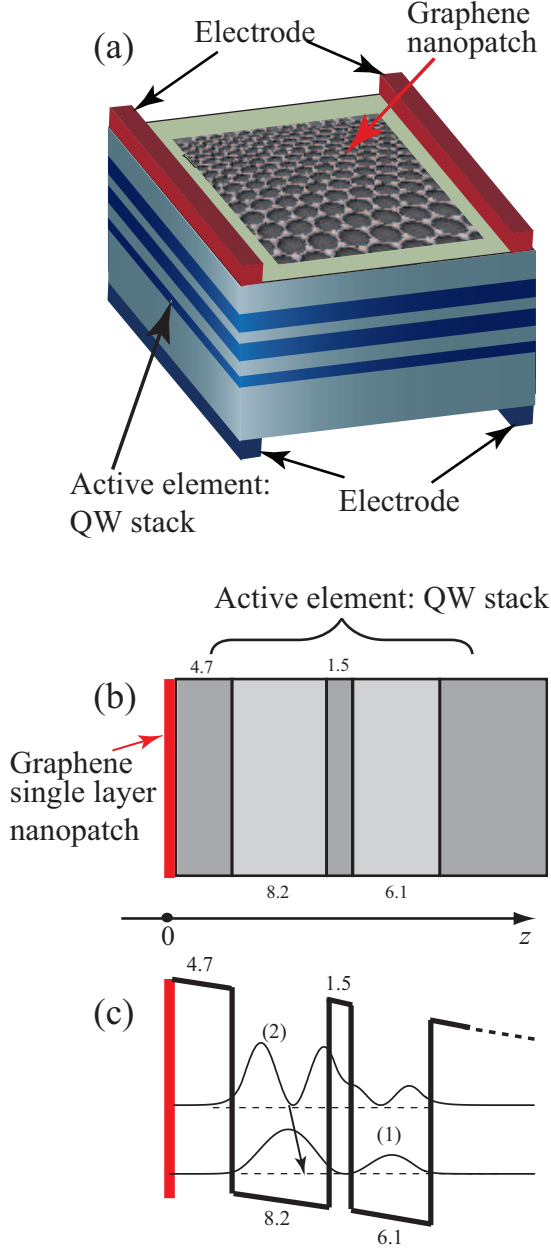 (a)
Electrode
Graphene
nanopatch
Active element:
QW stack
Electrode
Active element: QW stack
4.7
1.5
(b)
Graphene
single layer
nanopatch
8.2
6.1
0
z
4.7
1.5
(c)
(2)
(1)
8.2
6.1